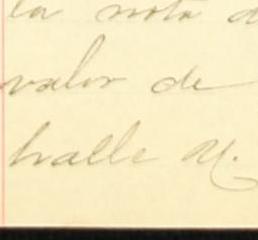 la nota d
valor de
halle M.